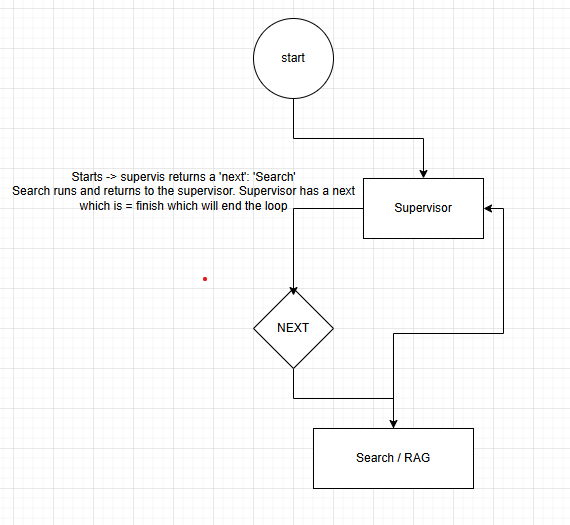 start
Starts -> supervis returns a 'next': 'Search'
Search runs and returns to the supervisor. Supervisor has a next
which is = finish which will end the loop
Supervisor
NEXT
Search / RAG